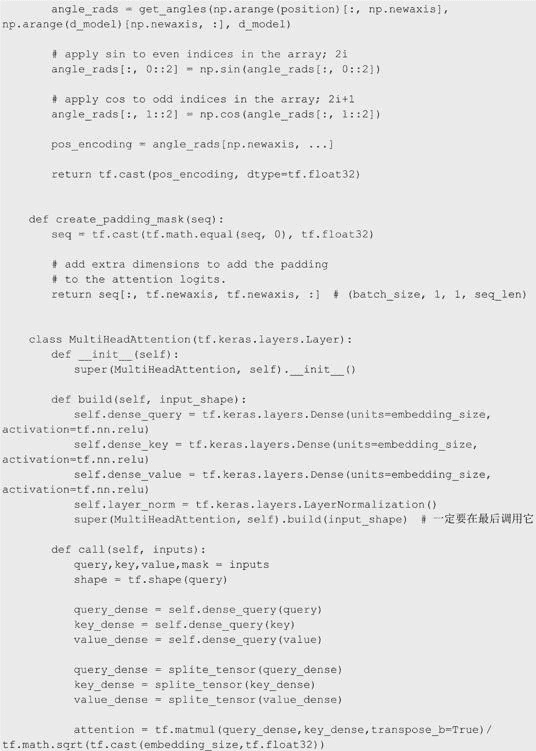 angle_rads = get_angles(np.arange(position)[:, np.newaxis],
np.arange(d_model)[np.newaxis, :], d_model)
# apply sin to even indices in the array; 2i
angle_rads[:, 0::2] = np.sin(angle_rads[:, 0::2])
# apply cos to odd indices in the array; 2i+1
angle_rads[:, 1::2] = np.cos(angle_rads[:, 1::2])
pos_encoding = angle_rads[np.newaxis, ...]
return tf.cast(pos_encoding, dtype=tf.float32)
def create_padding_mask(seq):
seq = tf.cast(tf.math.equal(seq, 0), tf.float32)
# add extra dimensions to add the padding
# to the attention logits.
return seq[:, tf.newaxis, tf.newaxis, :] # (batch_size, 1, 1, seq_len)
class MultiHeadAttention(tf.keras.layers.Layer):
def __init__(self):
super(MultiHeadAttention, self).__init__()
def build(self, input_shape):
self.dense_query = tf.keras.layers.Dense(units=embedding_size,
activation=tf.nn.relu)
self.dense_key = tf.keras.layers.Dense(units=embedding_size,
activation=tf.nn.relu)
self.dense_value = tf.keras.layers.Dense(units=embedding_size,
activation=tf.nn.relu)
self.layer_norm = tf.keras.layers.LayerNormalization()
super(MultiHeadAttention, self).build(input_shape) # 一定要在最后调用它
def call(self, inputs):
query,key,value,mask = inputs
shape = tf.shape(query)
query_dense = self.dense_query(query)
key_dense = self.dense_query(key)
value_dense = self.dense_query(value)
query_dense = splite_tensor(query_dense)
key_dense = splite_tensor(key_dense)
value_dense = splite_tensor(value_dense)
attention = tf.matmul(query_dense,key_dense,transpose_b=True)/
tf.math.sqrt(tf.cast(embedding_size,tf.float32))